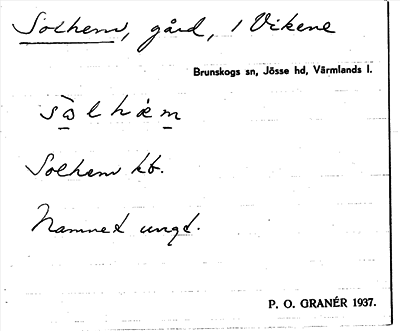 Solhem, gård, i Vikene
Brunskogs sn, Jösse hd, Värmlands l.
Solhem kb.
Namnet ungt.
P. O. GRANÉR 1937.